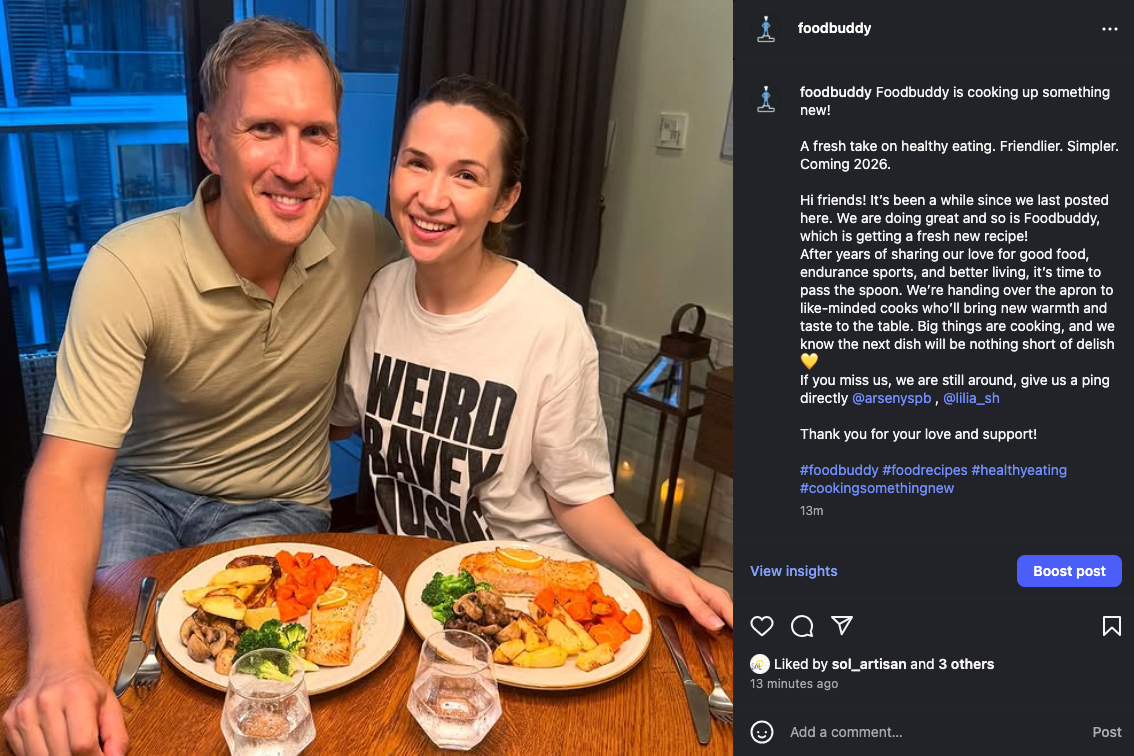 WEIRD
RAVEY
MUSIC
foodbuddy
foodbuddy Foodbuddy is cooking up something
new!
A fresh take on healthy eating. Friendlier. Simpler.
Coming 2026.
Hi friends! It’s been a while since we last posted
here. We are doing great and so is Foodbuddy,
which is getting a fresh new recipe!
After years of sharing our love for good food,
endurance sports, and better living, it’s time to
pass the spoon. We’re handing over the apron to
like-minded cooks who’ll bring new warmth and
taste to the table. Big things are cooking, and we
know the next dish will be nothing short of delish
💛
If you miss us, we are still around, give us a ping
directly @arsenyspb , @lilia_sh
Thank you for your love and support!
#foodbuddy #foodrecipes #healthyeating
#cookingsomethingnew
13m
View insights
Boost post
Liked by sol_artisan and 3 others
13 minutes ago
Add a comment...
Post